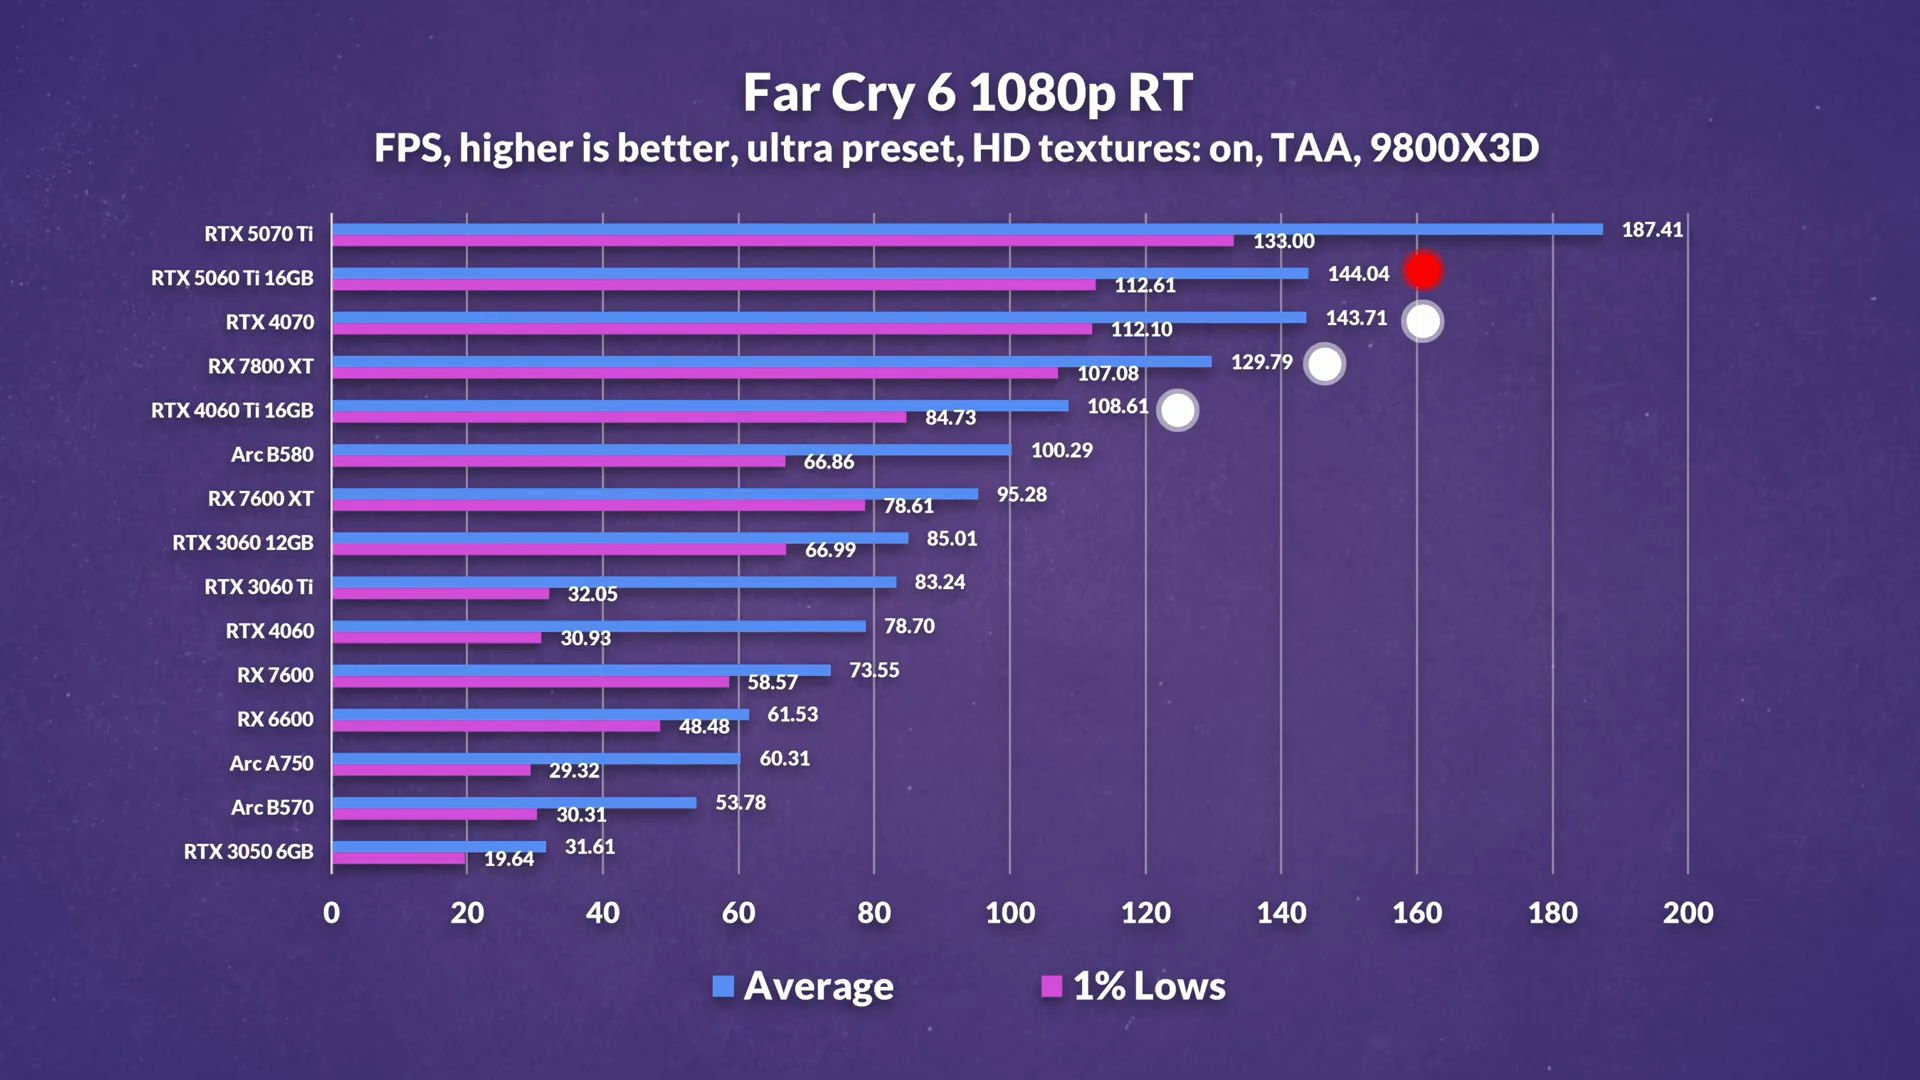 Far Cry 6 1080p RT
FPS, higher is better, ultra preset, HD textures: on, TAA, 9800X3D
RTX 5070 Ti 187.41
133.00
RTX 5060 Ti 16GB 144.04
112.61
RTX 4070 143.71
112.10
RX 7800 XT 129.79
107.08
RTX 4060 Ti 16GB 108.61
84.73
Arc B580 100.29
66.86
RX 7600 XT 95.28
78.61
RTX 3060 12GB 85.01
66.99
RTX 3060 Ti 83.24
32.05
RTX 4060 78.70
30.93
RX 7600 73.55
58.57
RX 6600 61.53
48.48
Arc A750 60.31
29.32
Arc B570 53.78
30.31
RTX 3050 6GB 31.61
19.64
0 20 40 60 80 100 120 140 160 180 200
Average 1% Lows